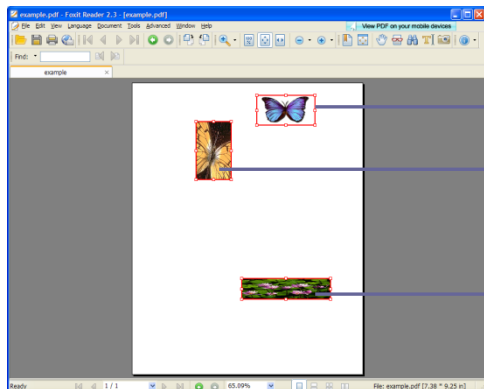 example.pdf - Foxit Reader 2.3 - [example.pdf]
File Edit View Language Document Tools Advanced Window Help
View PDF on your mobile devices
Find:
example
Ready
1 / 1
65.09%
File: example.pdf [7.38 * 9.25 in]